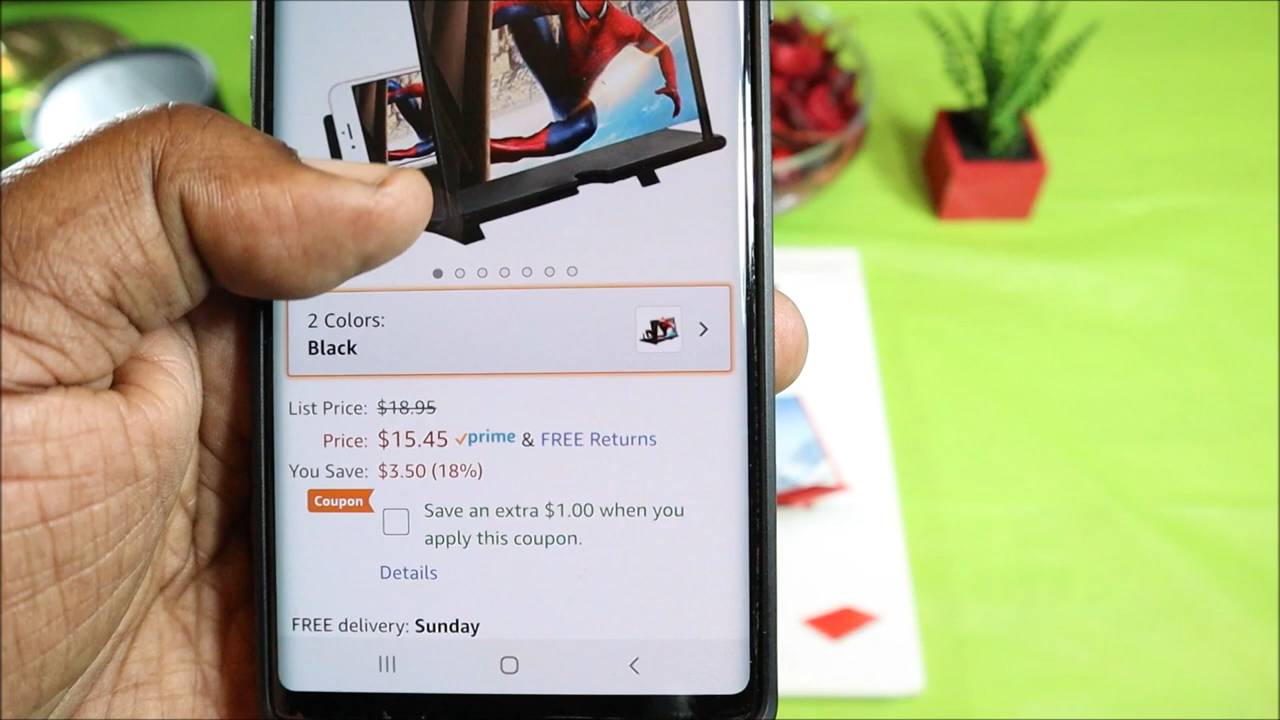 2 Colors:
Black
List Price: $18.95
Price: $15.45 prime & FREE Returns
You Save: $3.50 (18%)
Coupon
Save an extra $1.00 when you
apply this coupon.
Details
FREE delivery: Sunday